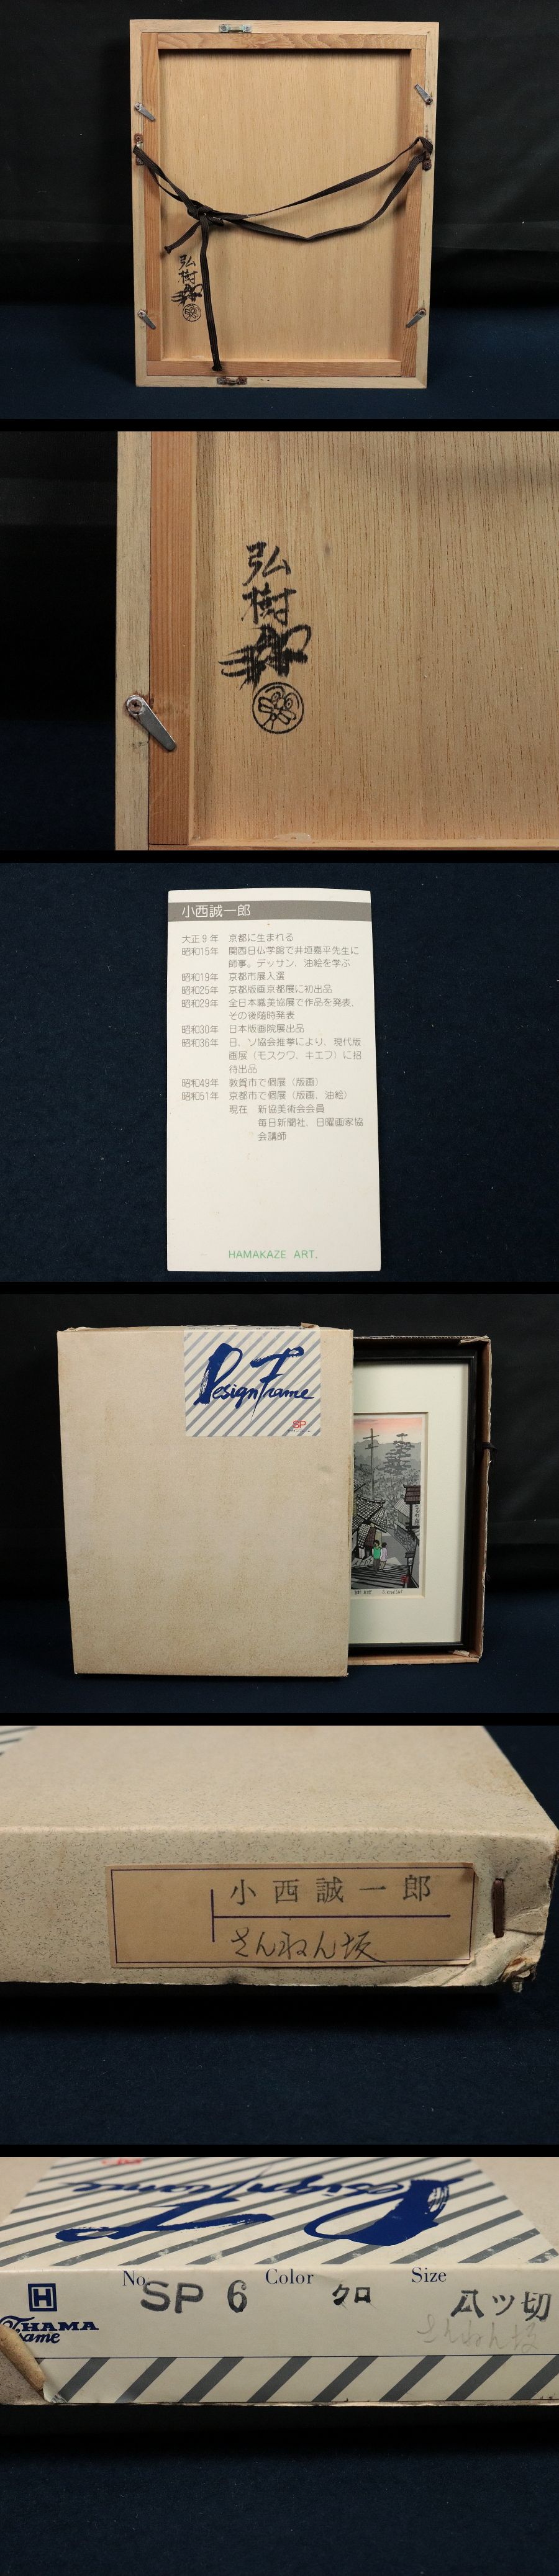 弘樹
弘
樹
小西誠一郎
大正9年 京都に生まれる
昭和15年 関西日仏学館で井垣嘉平先生に
師事。デッサン、油絵を学ぶ
昭和19年 京都市展入選
昭和25年 京都版画京都展に初出品
昭和29年 全日本職美協展で作品を発表、
その後随時発表
昭和30年 日本版画院展出品
昭和36年 日、ソ協会推挙により、現代版
画展（モスクワ、キエフ）に招
待出品
昭和49年 敦賀市で個展（版画）
昭和51年 京都市で個展（版画、油絵）
現在 新協美術会会員
毎日新聞社、日曜画家協
会講師
HAMAKAZE ART.
Design Frame
SP
小西誠一郎
さんねん坂
Design Frame
No. SP 6 Color クロ Size 八ツ切
さんねん坂
H
HAMA
Frame